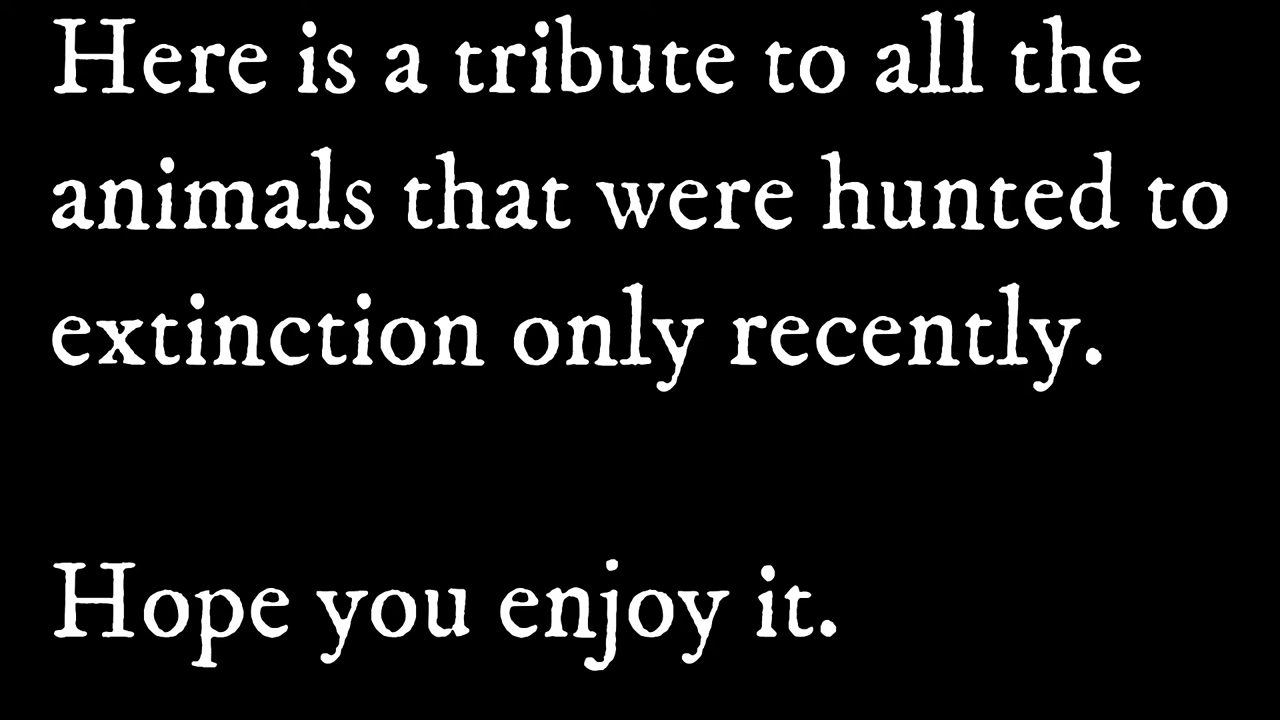 Here is a tribute to all the
animals that were hunted to
extinction only recently.
Hope you enjoy it.